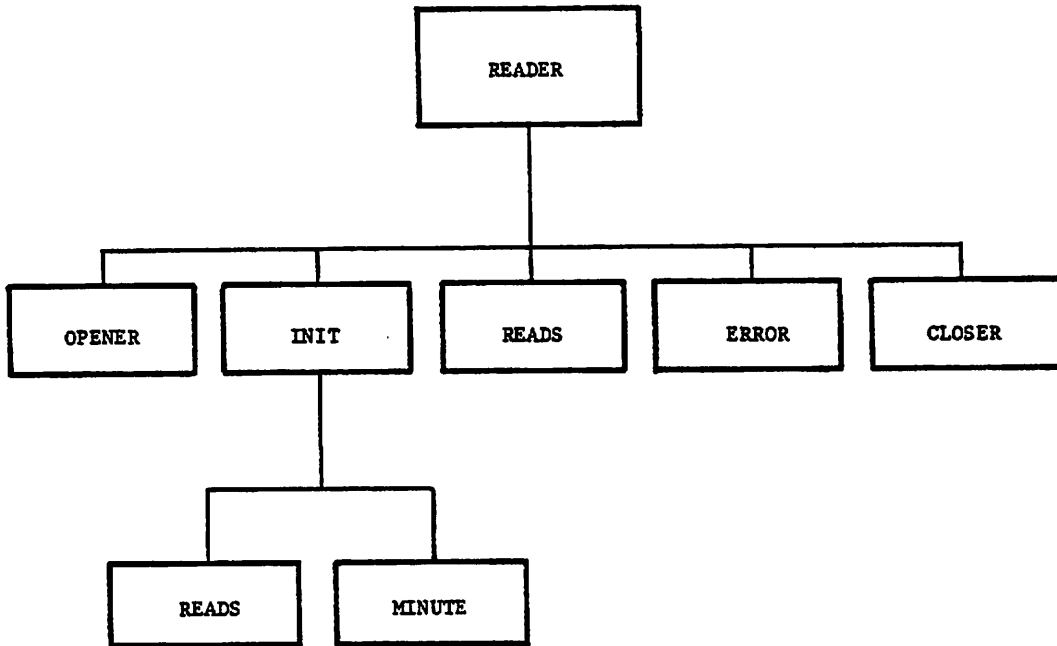 READER
OPENER
INIT
READS
ERROR
CLOSER
READS
MINUTE